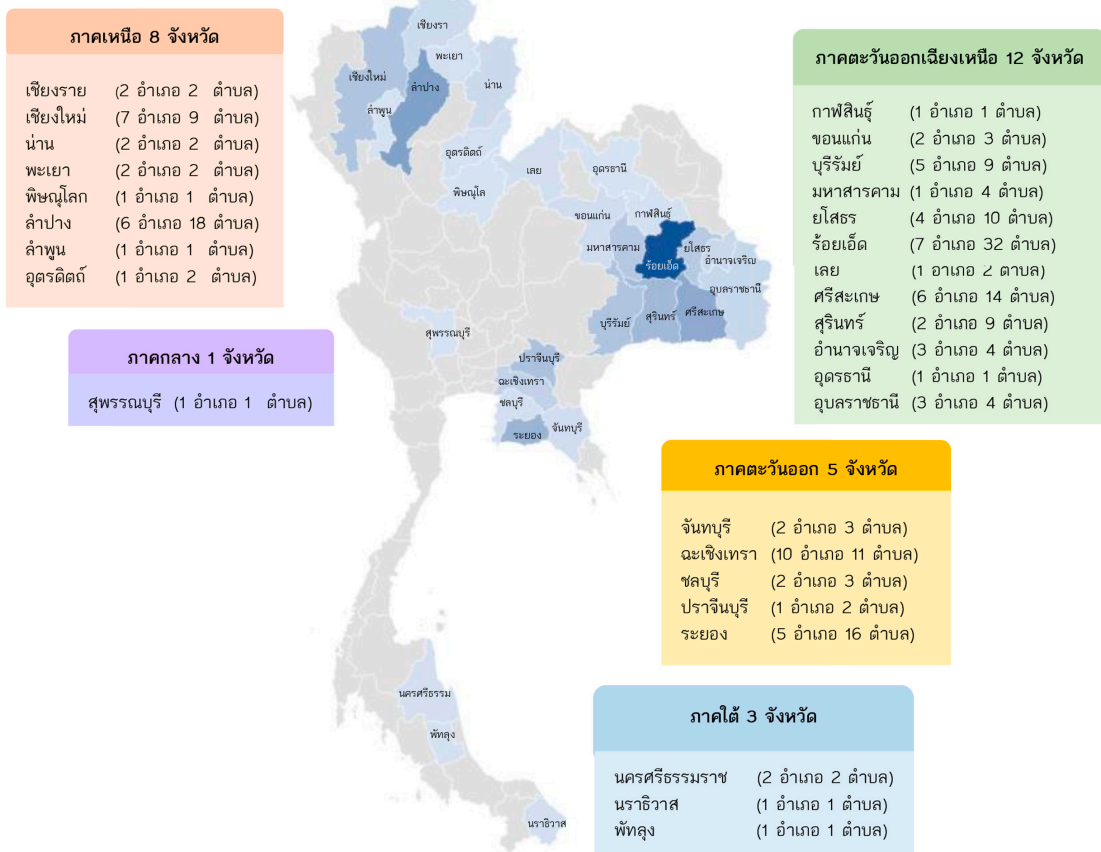 ภาคเหนือ 8 จังหวัด
เชียงราย (2 อำเภอ 2 ตำบล)
เชียงใหม่ (7 อำเภอ 9 ตำบล)
น่าน (2 อำเภอ 2 ตำบล)
พะเยา (2 อำเภอ 2 ตำบล)
พิษณุโลก (1 อำเภอ 1 ตำบล)
ลำปาง (6 อำเภอ 18 ตำบล)
ลำพูน (1 อำเภอ 1 ตำบล)
อุตรดิตถ์ (1 อำเภอ 2 ตำบล)
ภาคกลาง 1 จังหวัด
สุพรรณบุรี (1 อำเภอ 1 ตำบล)
เชียงรา
พะเยา
เชียงใหม่
ลำปาง
น่าน
ลำพูน
อุตรดิตถ์
เลย
อุดรธานี
พิษณุโล
ขอนแก่น
กาฬสินธุ์
มหาสารคาม
ยโสธร
ร้อยเอ็ด
อำนาจเจริญ
อุบลราชธานี
บุรีรัมย์
สุรินทร์
ศรีสะเกษ
สุพรรณบุรี
ปราจีนบุรี
ฉะเชิงเทรา
ชลบุรี
ระยอง
จันทบุรี
นครศรีธรรม
พัทลุง
นราธิวาส
ภาคตะวันออกเฉียงเหนือ 12 จังหวัด
กาฬสินธุ์ (1 อำเภอ 1 ตำบล)
ขอนแก่น (2 อำเภอ 3 ตำบล)
บุรีรัมย์ (5 อำเภอ 9 ตำบล)
มหาสารคาม (1 อำเภอ 4 ตำบล)
ยโสธร (4 อำเภอ 10 ตำบล)
ร้อยเอ็ด (7 อำเภอ 32 ตำบล)
เลย (1 อำเภอ 2 ตำบล)
ศรีสะเกษ (6 อำเภอ 14 ตำบล)
สุรินทร์ (2 อำเภอ 9 ตำบล)
อำนาจเจริญ (3 อำเภอ 4 ตำบล)
อุดรธานี (1 อำเภอ 1 ตำบล)
อุบลราชธานี (3 อำเภอ 4 ตำบล)
ภาคตะวันออก 5 จังหวัด
จันทบุรี (2 อำเภอ 3 ตำบล)
ฉะเชิงเทรา (10 อำเภอ 11 ตำบล)
ชลบุรี (2 อำเภอ 3 ตำบล)
ปราจีนบุรี (1 อำเภอ 2 ตำบล)
ระยอง (5 อำเภอ 16 ตำบล)
ภาคใต้ 3 จังหวัด
นครศรีธรรมราช (2 อำเภอ 2 ตำบล)
นราธิวาส (1 อำเภอ 1 ตำบล)
พัทลุง (1 อำเภอ 1 ตำบล)